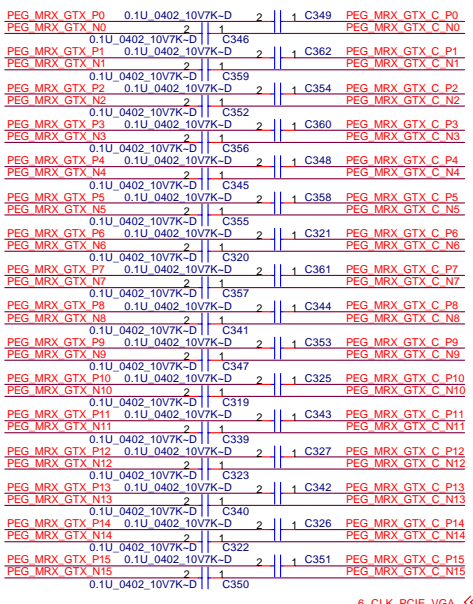 PEG_MRX_GTX_P0 0.1U_0402_10V7K~D 2 1 C349 PEG_MRX_GTX_C_P0
PEG_MRX_GTX_N0 2 1 PEG_MRX_GTX_C_N0
0.1U_0402_10V7K~D C346
PEG_MRX_GTX_P1 0.1U_0402_10V7K~D 2 1 C362 PEG_MRX_GTX_C_P1
PEG_MRX_GTX_N1 2 1 PEG_MRX_GTX_C_N1
0.1U_0402_10V7K~D C359
PEG_MRX_GTX_P2 0.1U_0402_10V7K~D 2 1 C354 PEG_MRX_GTX_C_P2
PEG_MRX_GTX_N2 2 1 PEG_MRX_GTX_C_N2
0.1U_0402_10V7K~D C352
PEG_MRX_GTX_P3 0.1U_0402_10V7K~D 2 1 C360 PEG_MRX_GTX_C_P3
PEG_MRX_GTX_N3 2 1 PEG_MRX_GTX_C_N3
0.1U_0402_10V7K~D C356
PEG_MRX_GTX_P4 0.1U_0402_10V7K~D 2 1 C348 PEG_MRX_GTX_C_P4
PEG_MRX_GTX_N4 2 1 PEG_MRX_GTX_C_N4
0.1U_0402_10V7K~D C345
PEG_MRX_GTX_P5 0.1U_0402_10V7K~D 2 1 C358 PEG_MRX_GTX_C_P5
PEG_MRX_GTX_N5 2 1 PEG_MRX_GTX_C_N5
0.1U_0402_10V7K~D C355
PEG_MRX_GTX_P6 0.1U_0402_10V7K~D 2 1 C321 PEG_MRX_GTX_C_P6
PEG_MRX_GTX_N6 2 1 PEG_MRX_GTX_C_N6
0.1U_0402_10V7K~D C320
PEG_MRX_GTX_P7 0.1U_0402_10V7K~D 2 1 C361 PEG_MRX_GTX_C_P7
PEG_MRX_GTX_N7 2 1 PEG_MRX_GTX_C_N7
0.1U_0402_10V7K~D C357
PEG_MRX_GTX_P8 0.1U_0402_10V7K~D 2 1 C344 PEG_MRX_GTX_C_P8
PEG_MRX_GTX_N8 2 1 PEG_MRX_GTX_C_N8
0.1U_0402_10V7K~D C341
PEG_MRX_GTX_P9 0.1U_0402_10V7K~D 2 1 C353 PEG_MRX_GTX_C_P9
PEG_MRX_GTX_N9 2 1 PEG_MRX_GTX_C_N9
0.1U_0402_10V7K~D C347
PEG_MRX_GTX_P10 0.1U_0402_10V7K~D 2 1 C325 PEG_MRX_GTX_C_P10
PEG_MRX_GTX_N10 2 1 PEG_MRX_GTX_C_N10
0.1U_0402_10V7K~D C319
PEG_MRX_GTX_P11 0.1U_0402_10V7K~D 2 1 C343 PEG_MRX_GTX_C_P11
PEG_MRX_GTX_N11 2 1 PEG_MRX_GTX_C_N11
0.1U_0402_10V7K~D C339
PEG_MRX_GTX_P12 0.1U_0402_10V7K~D 2 1 C327 PEG_MRX_GTX_C_P12
PEG_MRX_GTX_N12 2 1 PEG_MRX_GTX_C_N12
0.1U_0402_10V7K~D C323
PEG_MRX_GTX_P13 0.1U_0402_10V7K~D 2 1 C342 PEG_MRX_GTX_C_P13
PEG_MRX_GTX_N13 2 1 PEG_MRX_GTX_C_N13
0.1U_0402_10V7K~D C340
PEG_MRX_GTX_P14 0.1U_0402_10V7K~D 2 1 C326 PEG_MRX_GTX_C_P14
PEG_MRX_GTX_N14 2 1 PEG_MRX_GTX_C_N14
0.1U_0402_10V7K~D C322
PEG_MRX_GTX_P15 0.1U_0402_10V7K~D 2 1 C351 PEG_MRX_GTX_C_P15
PEG_MRX_GTX_N15 2 1 PEG_MRX_GTX_C_N15
0.1U_0402_10V7K~D C350
6 CLK_PCIE_VGA